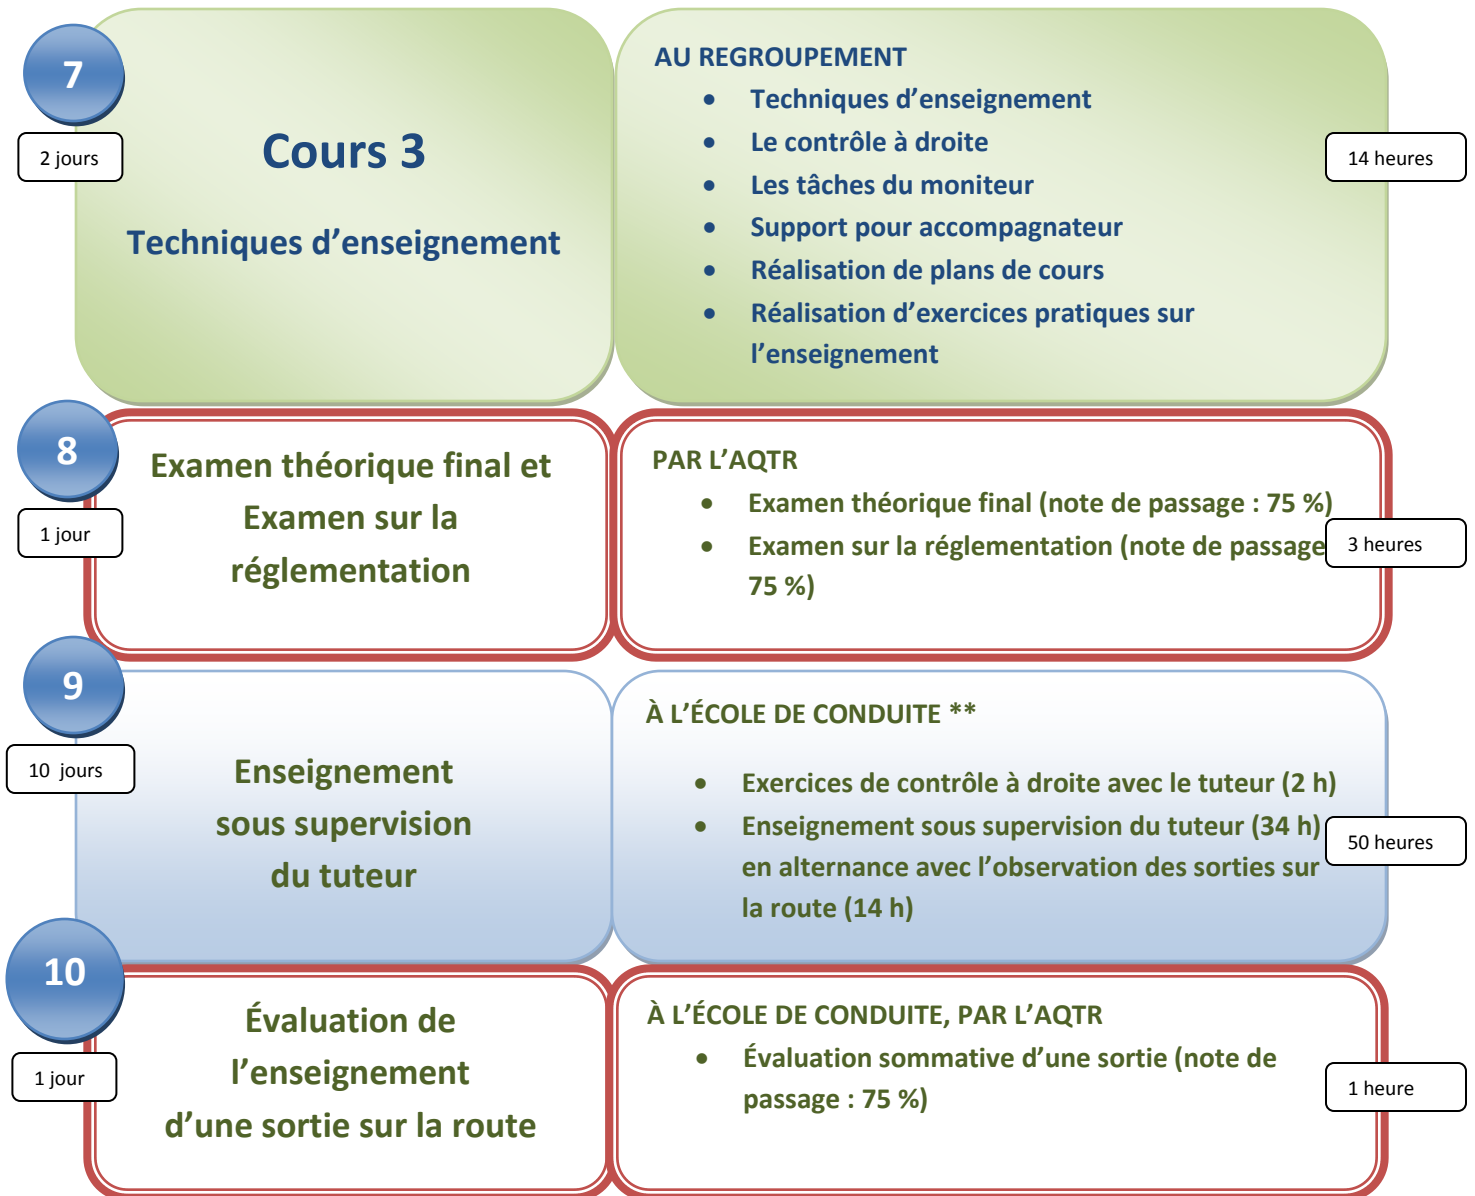 7
2 jours
Cours 3
Techniques d’enseignement
AU REGROUPEMENT
• Techniques d’enseignement
• Le contrôle à droite
• Les tâches du moniteur
• Support pour accompagnateur
• Réalisation de plans de cours
• Réalisation d’exercices pratiques sur
l’enseignement
14 heures
8
1 jour
Examen théorique final et
Examen sur la
réglementation
PAR L’AQTR
• Examen théorique final (note de passage : 75 %)
• Examen sur la réglementation (note de passage
75 %)
3 heures
9
10 jours
Enseignement
sous supervision
du tuteur
À L’ÉCOLE DE CONDUITE **
• Exercices de contrôle à droite avec le tuteur (2 h)
• Enseignement sous supervision du tuteur (34 h)
en alternance avec l’observation des sorties sur
la route (14 h)
50 heures
10
1 jour
Évaluation de
l’enseignement
d’une sortie sur la route
À L’ÉCOLE DE CONDUITE, PAR L’AQTR
• Évaluation sommative d’une sortie (note de
passage : 75 %)
1 heure